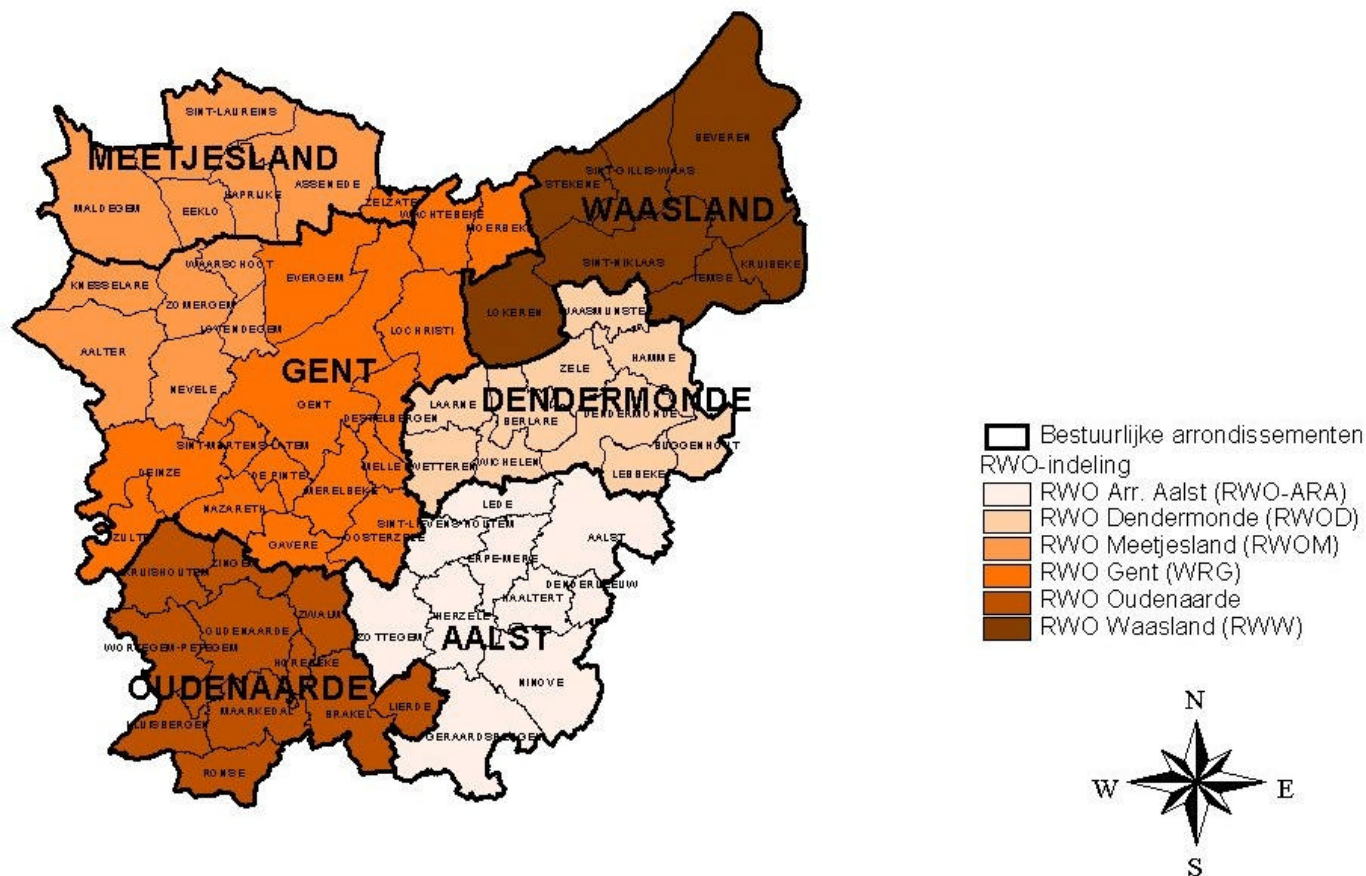 SINT-LAUREINS
BEVEREN
MEETJESLAND
SINT-GILLIS-WAAS
ASSENEDE
STEKENE
KAPRIJKE
ZELZATE
MALDEGEM
EEKLO
WAASLAND
WACHTEBEKE
MOERBEKE
WAARSCHOOT
EVERGEM
SINT-NIKLAAS
KRUIBEKE
TEMSE
KNESSELARE
ZOMERGEM
LOKEREN
WAASMUNSTER
LOVENDEGEM
LOCHRISTI
AALTER
HAMME
ZELE
GENT
NEVELE
DENDERMONDE
LAARNE
GENT
DESTELBERGEN
DENDERMONDE
BERLARE
SINT-MARTENS-LATEM
BUGGENHOUT
DEINZE
DE PINTE
MELLE
WETTEREN
WICHELEN
LEBBEKE
MERELBEKE
NAZARETH
LEDE
SINT-LIEVENS-HOUTEM
ZULTE
GAVERE
OOSTERZELE
AALST
ERPE-MERE
KRUISHOUTEM
ZINGEM
DENDERLEEUW
HAALTERT
ZWALM
HERZELE
OUDENAARDE
ZOTTEGEM
AALST
WORTEGEM-PETEGEM
HOREBEKE
NINOVE
OUDENAARDE
LIERDE
MAARKEDAL
BRAKEL
KLUISBERGEN
GERAARDSBERGEN
RONSE
Bestuurlijke arrondissementen
RWO-indeling
RWO Arr. Aalst (RWO-ARA)
RWO Dendermonde (RWOD)
RWO Meetjesland (RWOM)
RWO Gent (WRG)
RWO Oudenaarde
RWO Waasland (RWW)
N
W
E
S